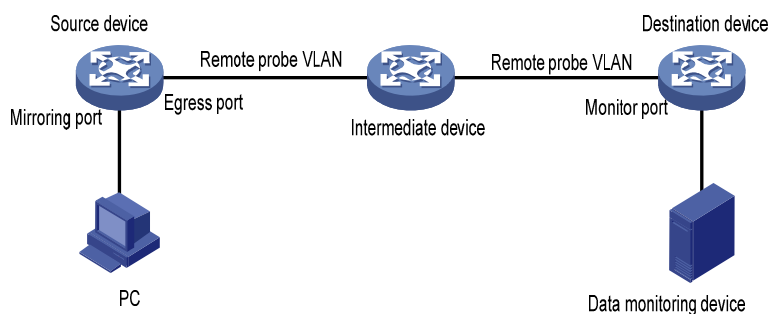 Source device
Destination device
Remote probe VLAN
Remote probe VLAN
Mirroring port
Egress port
Intermediate device
Monitor port
PC
Data monitoring device